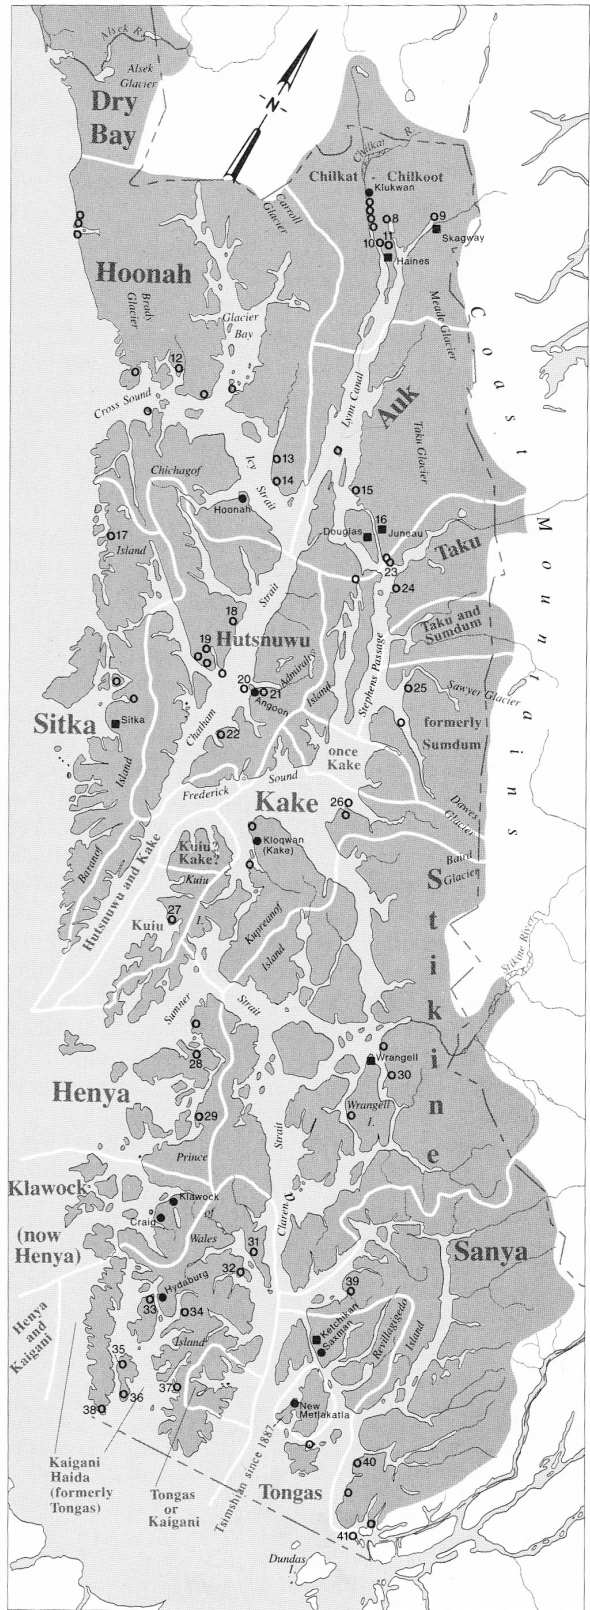 Alsek R.
Alsek
Glacier
Dry
Bay
N
Chilkat R.
Chilkat
Chilkoot
Klukwan
Carroll
Glacier
8
9
10
11
Skagway
Haines
Hoonah
Brady
Glacier
Glacier
Bay
Meade Glacier
Coast Mountains
12
Cross Sound
Lynn Canal
Auk
Taku Glacier
Icy
Strait
13
14
Chichagof
Hoonah
15
16
Douglas
Juneau
17
Island
Taku
23
24
Strait
18
Hutsnuwu
Taku and
Sumdum
19
Admiralty
Island
Stephens Passage
20
21
Angoon
25
Sawyer Glacier
Sitka
Sitka
Chatham
22
formerly
Sumdum
once
Kake
Island
Baranof
Frederick
Sound
Kake
26
Dawes
Glacier
Baird
Glacier
Hutsnuwu and Kake
Kuiu?
Kake?
Kloqwan
(Kake)
Kuiu
I.
27
Kuiu
Kupreanof
Island
Stikine
Stikine River
Sumner
Strait
28
Wrangell
30
Henya
29
Wrangell
I.
Strait
Prince
Klawock
(now
Henya)
Klawock
Craig
of
Wales
Clarence
31
32
Sanya
39
Hydaburg
33
34
Henya
and
Kaigani
Island
Ketchikan
Saxman
Revillagigedo
Island
35
36
37
38
New
Metlakatla
Kaigani
Haida
(formerly
Tongas)
Tongas
or
Kaigani
Tsimshian since 1887
Tongas
40
41
Dundas
I.